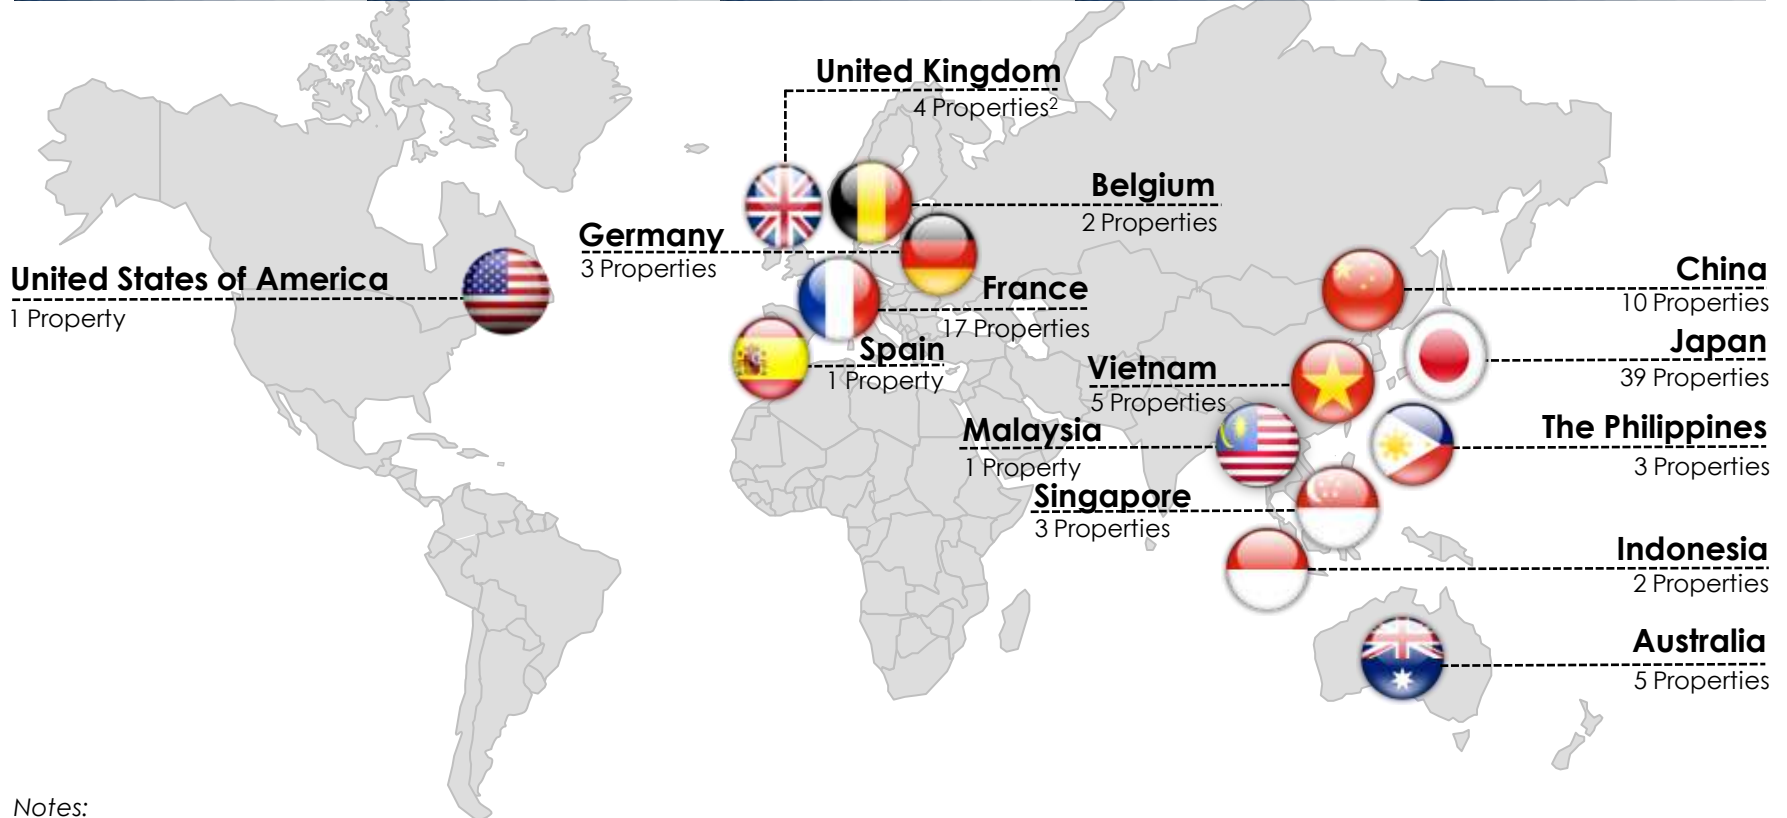 United Kingdom
4 Properties²
Belgium
2 Properties
Germany
3 Properties
United States of America
1 Property
France
17 Properties
Spain
1 Property
China
10 Properties
Japan
39 Properties
Vietnam
5 Properties
Malaysia
1 Property
The Philippines
3 Properties
Singapore
3 Properties
Indonesia
2 Properties
Australia
5 Properties
Notes: